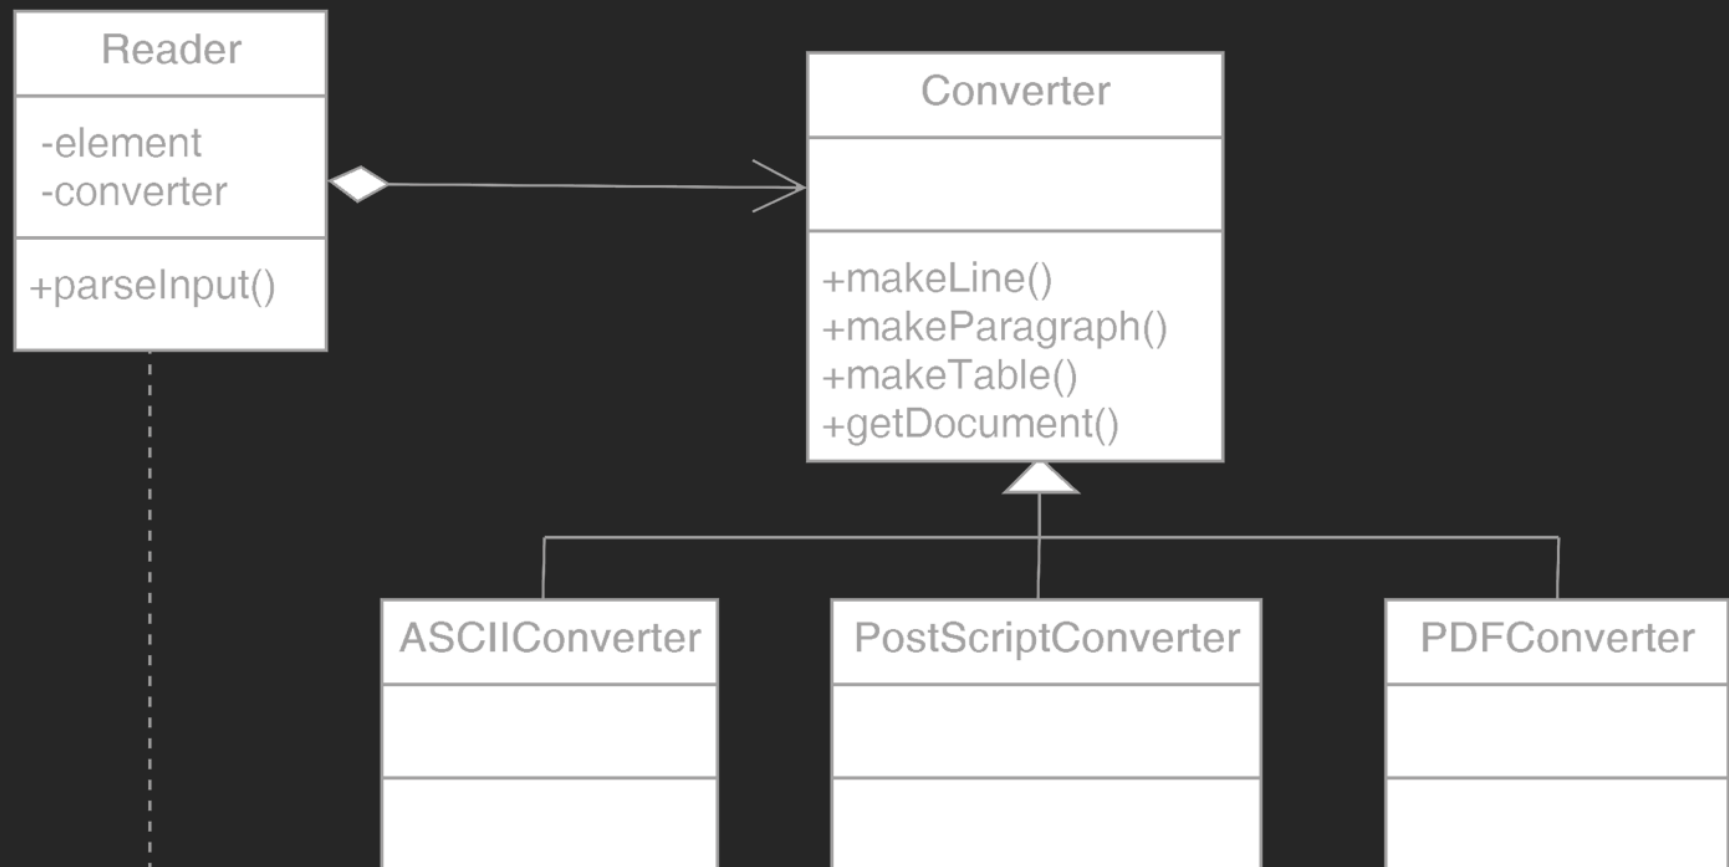 Reader
-element
-converter
+parseInput()
Converter
+makeLine()
+makeParagraph()
+makeTable()
+getDocument()
ASCIIConverter
PostScriptConverter
PDFConverter